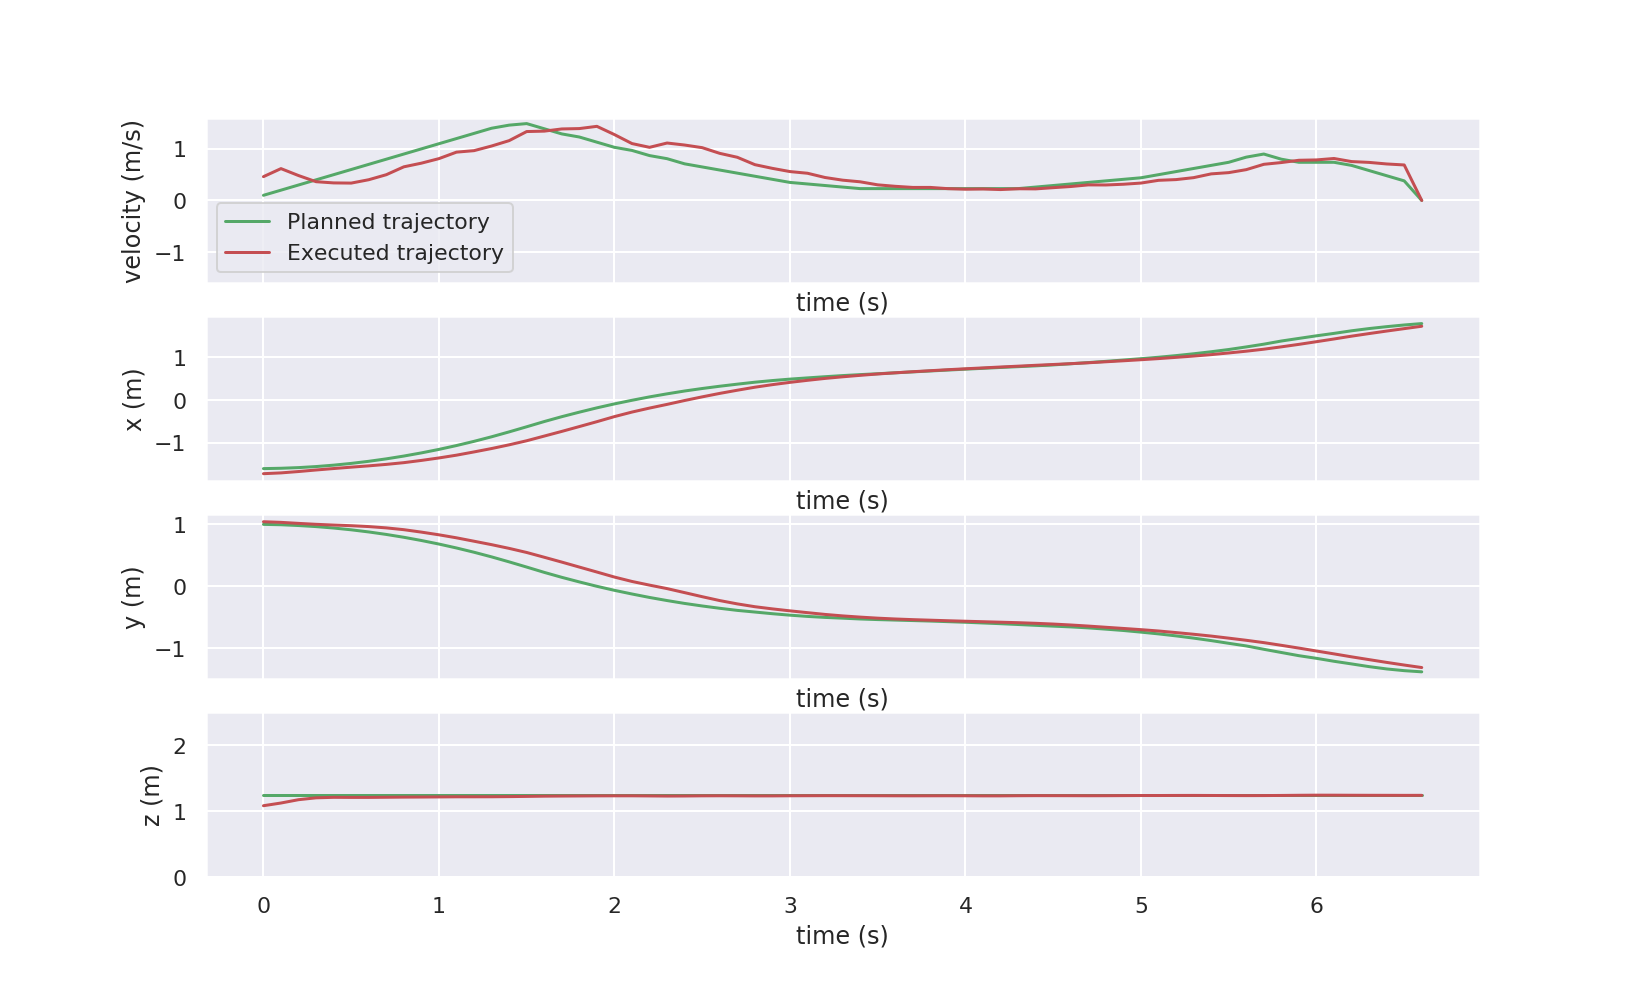 velocity (m/s)
1
0
−1
Planned trajectory
Executed trajectory
time (s)
x (m)
1
0
−1
time (s)
y (m)
1
0
−1
time (s)
z (m)
2
1
0
0 1 2 3 4 5 6
time (s)